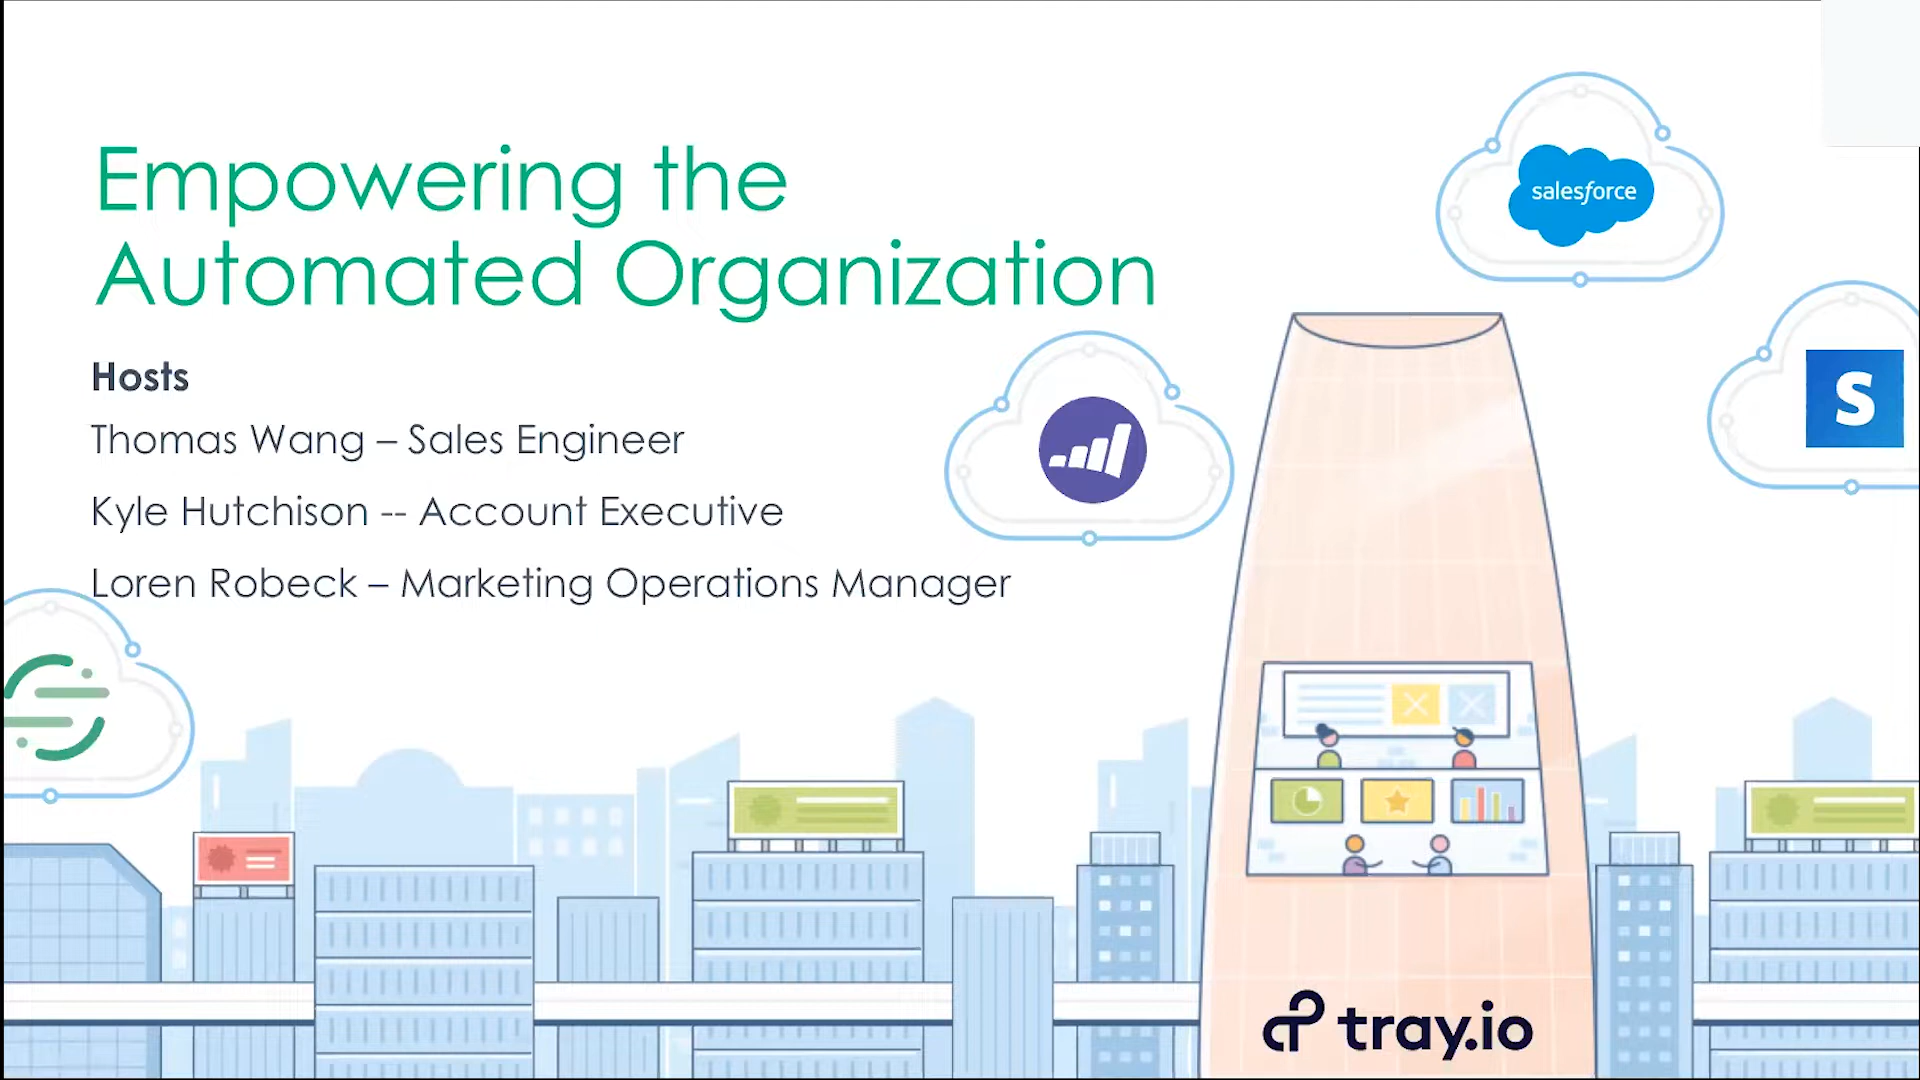 Empowering the
Automated Organization
Hosts
Thomas Wang – Sales Engineer
Kyle Hutchison -- Account Executive
Loren Robeck – Marketing Operations Manager
salesforce
S
tray.io